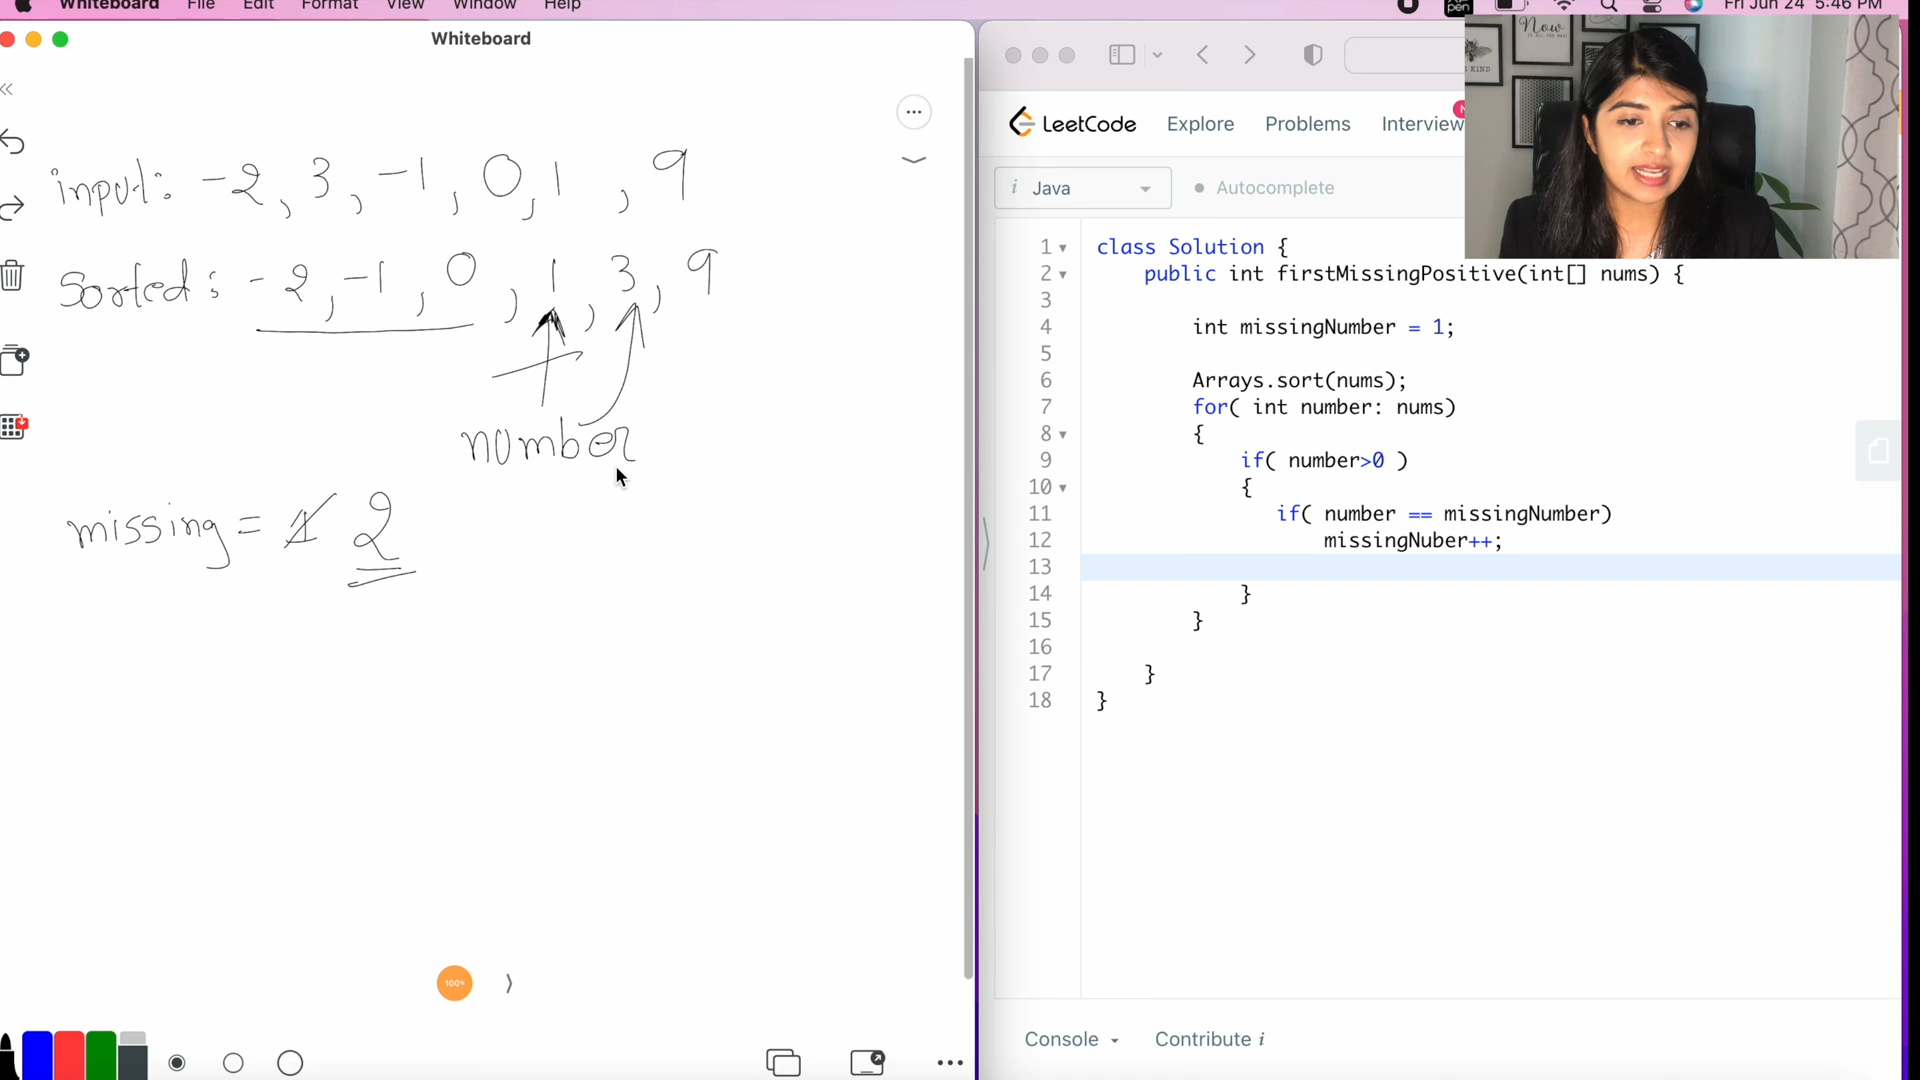 Whiteboard File Edit Format View Window Help
pen Fri Jun 24 5:46 PM
Whiteboard
input: -2, 3, -1, 0, 1, 9
Sorted: -2, -1, 0, 1, 3, 9
number
missing = 1 2
100%
LeetCode Explore Problems Interview
N
Now
KIND
i Java Autocomplete
1 class Solution {
2 public int firstMissingPositive(int[] nums) {
3
4 int missingNumber = 1;
5
6 Arrays.sort(nums);
7 for( int number: nums)
8 {
9 if( number>0 )
10 {
11 if( number == missingNumber)
12 missingNuber++;
13
14 }
15 }
16
17 }
18 }
Console Contribute i